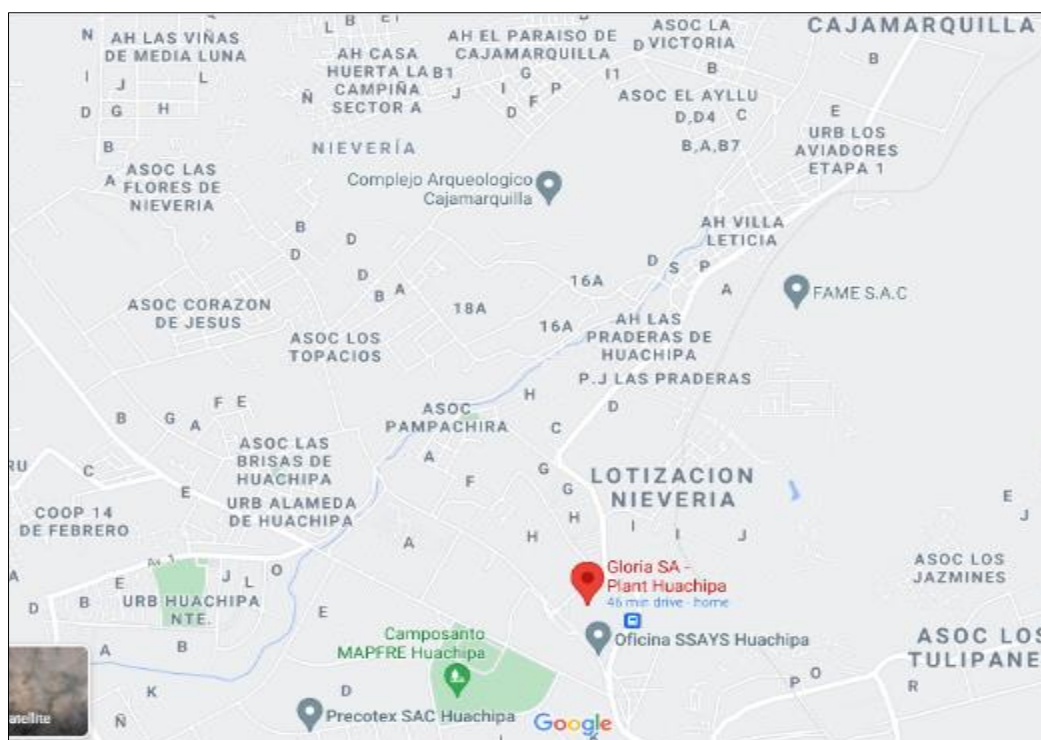 CAJAMARQUILLA
N
L
B
E1
D
ASOC LA
VICTORIA
AH LAS VIÑAS
DE MEDIA LUNA
AH EL PARAISO DE
CAJAMARQUILLA
D
AH CASA
HUERTA LA
CAMPIÑA
SECTOR A
B1
G
I1
B
B
I
J
L
Ñ
J
I
F
P
D
ASOC EL AYLLU
D,D4
C
E
D
G
H
URB LOS
AVIADORES
ETAPA 1
B
NIEVERÍA
B,A,B7
A
ASOC LAS
FLORES DE
NIEVERIA
Complejo Arqueologico
Cajamarquilla
AH VILLA
LETICIA
B
D
D
D
B
A
D
S
P
A
16A
FAME S.A.C
ASOC CORAZON
DE JESUS
18A
16A
ASOC LOS
TOPACIOS
AH LAS
PRADERAS DE
HUACHIPA
P.J LAS PRADERAS
H
D
F
E
B
G
A
ASOC
PAMPACHIRA
C
ASOC LAS
BRISAS DE
HUACHIPA
A
G
RU
C
F
G
LOTIZACION
NIEVERIA
E
E
J
URB ALAMEDA
DE HUACHIPA
COOP 14
DE FEBRERO
H
I
I
J
A
H
Av. 3
ASOC LOS
JAZMINES
A
E
J
L
O
Gloria SA -
Plant Huachipa
46 min drive - home
D
B
URB HUACHIPA
NTE.
E
Oficina SSAYS Huachipa
Camposanto
MAPFRE Huachipa
ASOC LOS
TULIPANE
A
B
P
O
R
K
D
Ñ
Precotex SAC Huachipa
Google
K
atellite